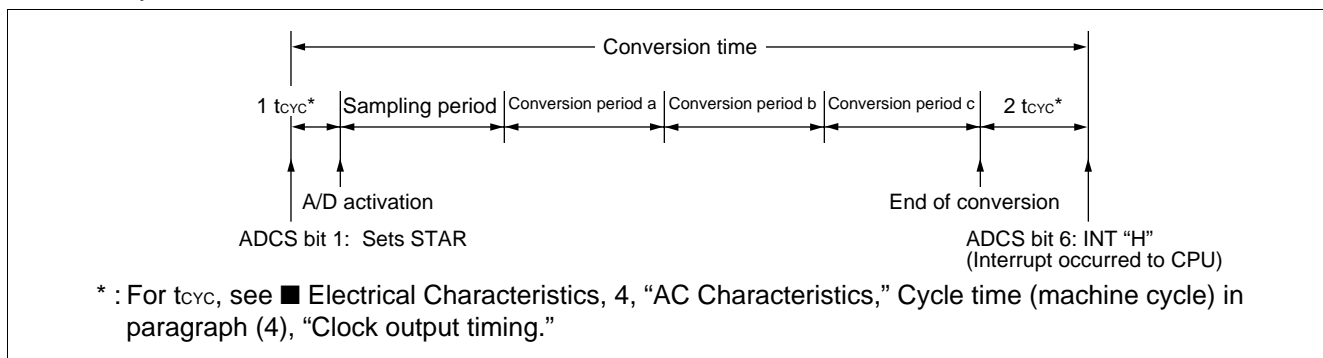 Conversion time
1 tCYC* Sampling period Conversion period a Conversion period b Conversion period c 2 tCYC*
A/D activation End of conversion
ADCS bit 1: Sets STAR ADCS bit 6: INT “H”
(Interrupt occurred to CPU)
* : For tCYC, see ■ Electrical Characteristics, 4, “AC Characteristics,” Cycle time (machine cycle) in
paragraph (4), “Clock output timing.”